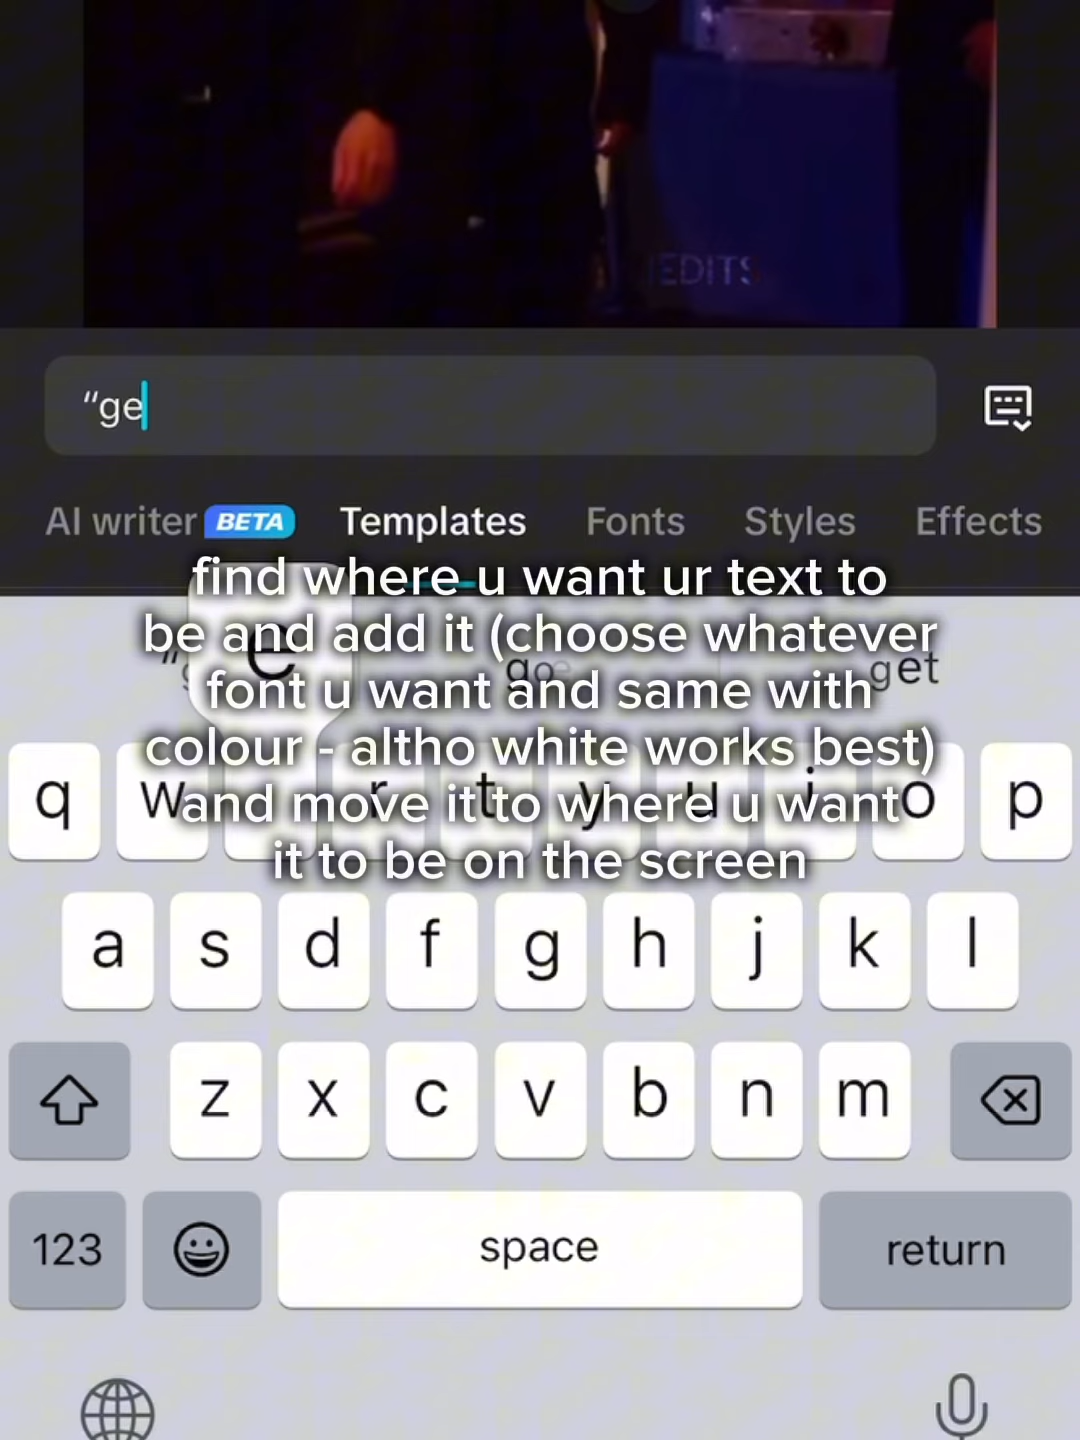 EDITS
“ge
AI writer BETA Templates Fonts Styles Effects
find where u want ur text to
be and add it (choose whatever
font u want and same with
colour - altho white works best)
and move it to where u want
it to be on the screen
e
get
q w r t y u i o p
a s d f g h j k l
z x c v b n m
123 space return